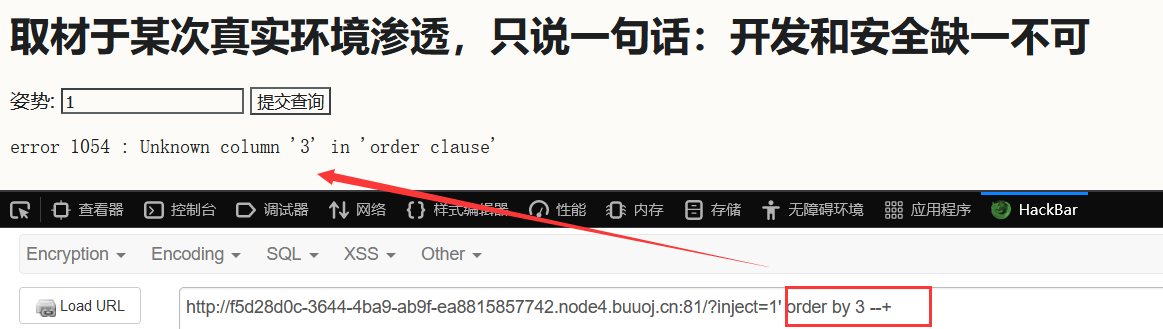 取材于某次真实环境渗透，只说一句话：开发和安全缺一不可
姿势: 1 提交查询
error 1054 : Unknown column '3' in 'order clause'
查看器 控制台 调试器 网络 样式编辑器 性能 内存 存储 无障碍环境 应用程序 HackBar
Encryption Encoding SQL XSS Other
Load URL http://f5d28d0c-3644-4ba9-ab9f-ea8815857742.node4.buuoj.cn:81/?inject=1' order by 3 --+